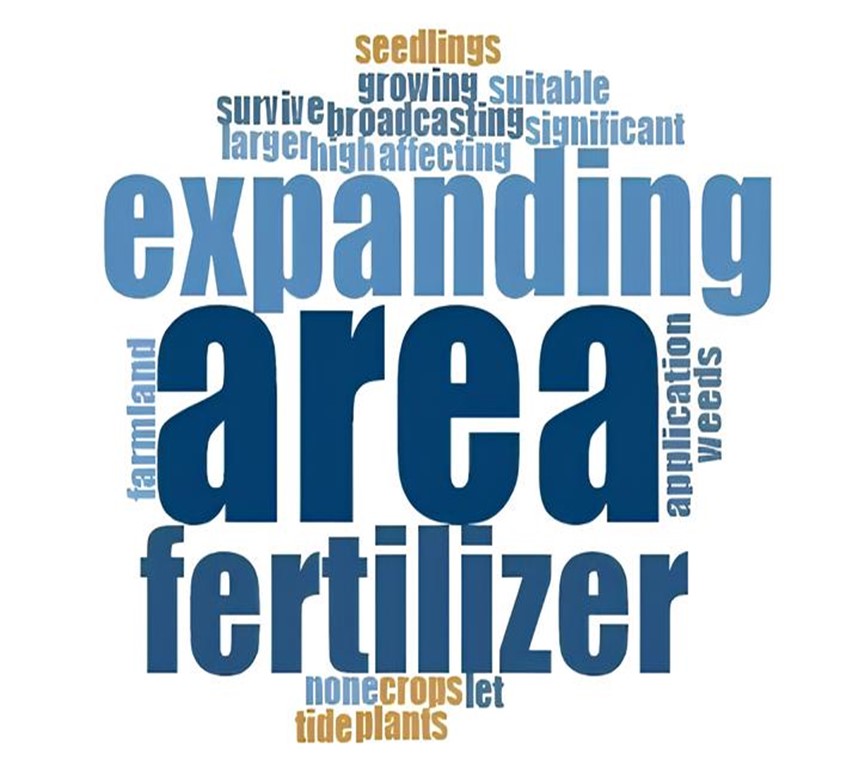 seedlings
growing suitable
survive broadcasting significant
larger high affecting
expanding
farmland
area
application
weeds
fertilizer
none crops let
tide plants